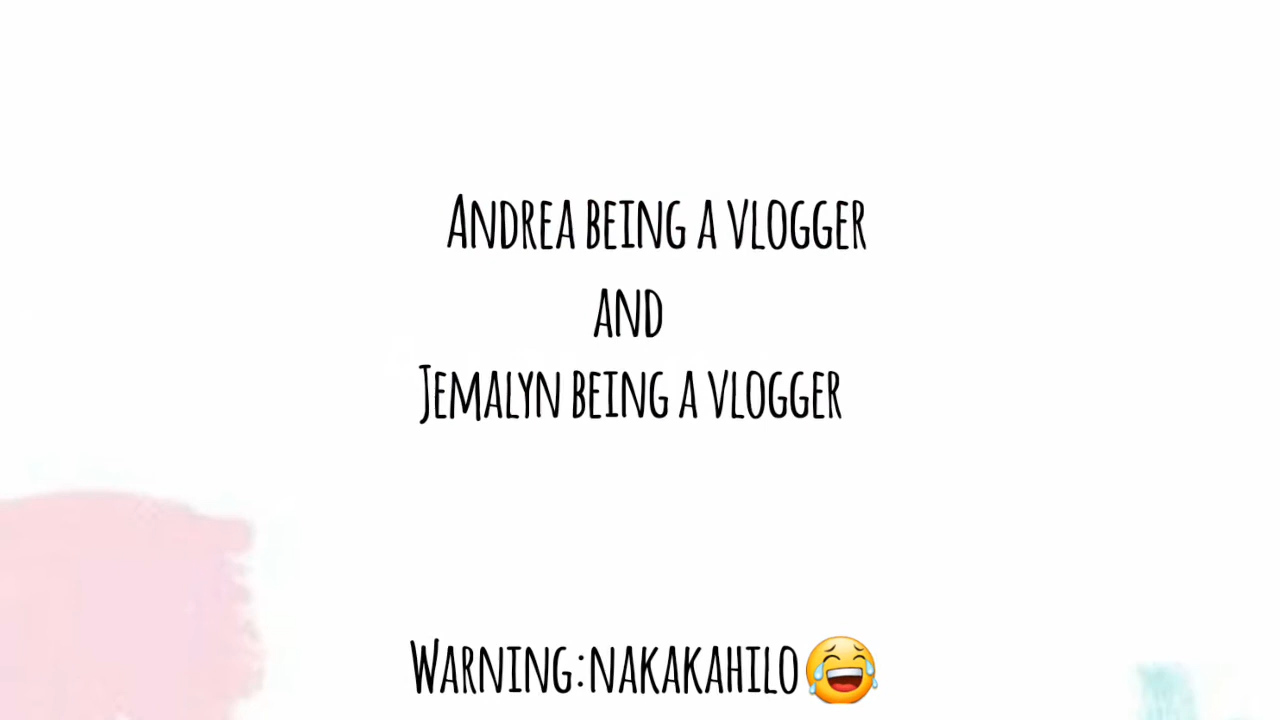 Andrea being a vlogger
and
Jemalyn being a vlogger
Warning:nakakahilo😂